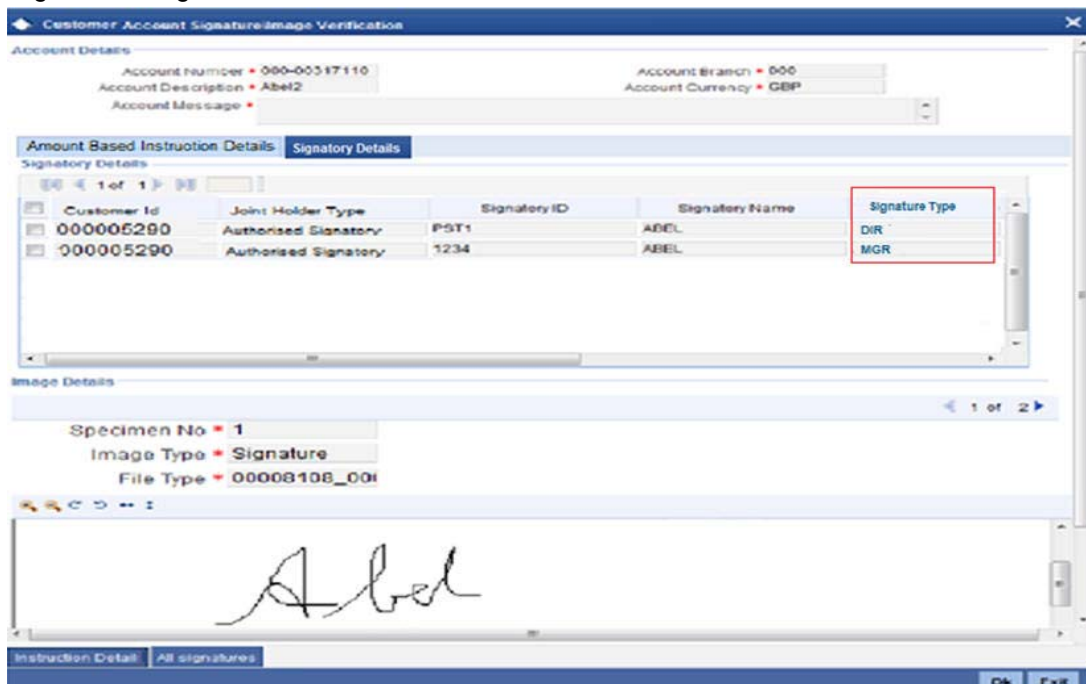 Customer Account Signature/Image Verification
Account Details
Account Number * 000-00317110 Account Branch * 000
Account Description * Abel2 Account Currency * GBP
Account Message *
Amount Based Instruction Details Signatory Details
Signatory Details
1 of 1
Customer Id Joint Holder Type Signatory ID Signatory Name Signature Type
000005290 Authorised Signatory PST1 ABEL DIR
000005290 Authorised Signatory 1234 ABEL MGR
Image Details
1 of 2
Specimen No * 1
Image Type * Signature
File Type * 00008108_00
Abel
Instruction Detail All signatures
Ok Exit